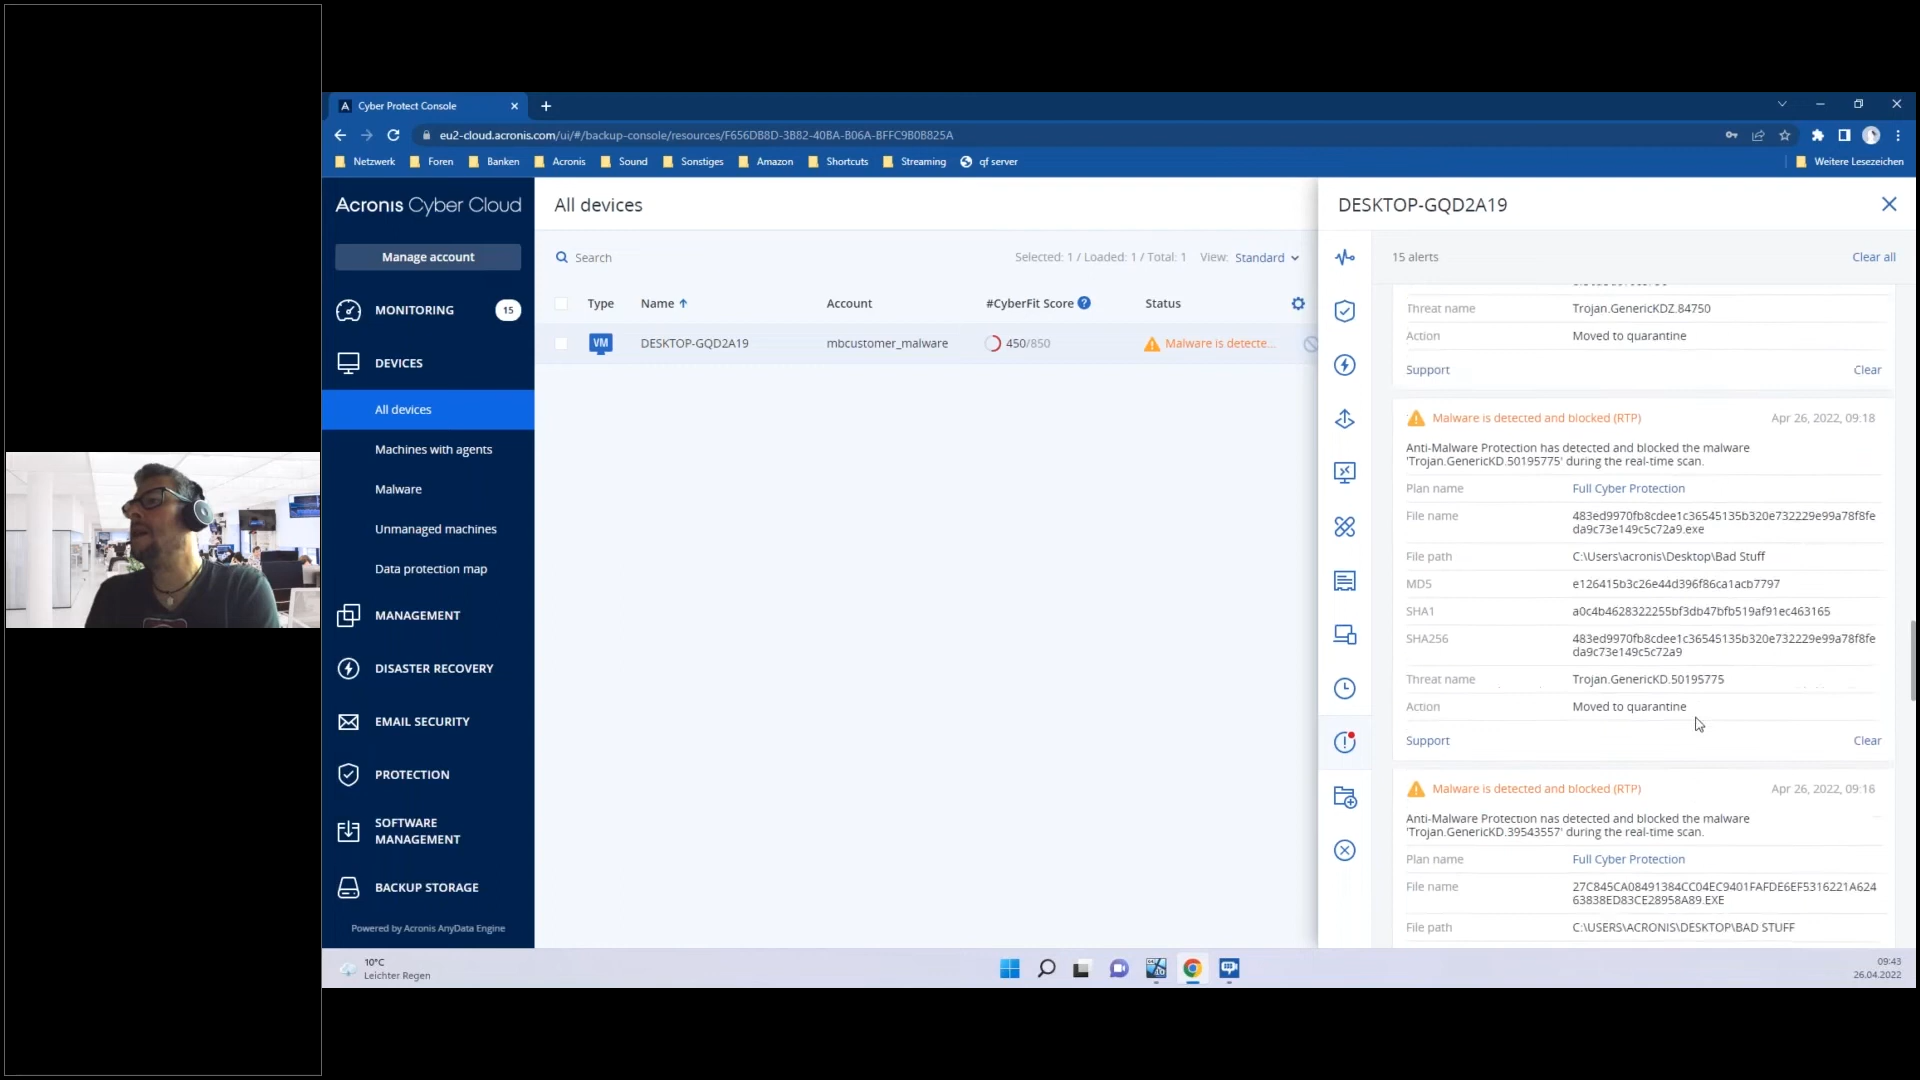 Cyber Protect Console
eu2-cloud.acronis.com/ui/#/backup-console/resources/F656DB8D-3B82-40BA-B06A-BFFC9B0B825A
Netzwerk Foren Banken Acronis Sound Sonstiges Amazon Shortcuts Streaming qf server Weitere Lesezeichen
Acronis Cyber Cloud
Manage account
MONITORING 15
DEVICES
All devices
Machines with agents
Malware
Unmanaged machines
Data protection map
MANAGEMENT
DISASTER RECOVERY
EMAIL SECURITY
PROTECTION
SOFTWARE
MANAGEMENT
BACKUP STORAGE
Powered by Acronis AnyData Engine
All devices
Search Selected: 1 / Loaded: 1 / Total: 1 View: Standard
Type Name Account #CyberFit Score Status
VM DESKTOP-GQD2A19 mbcustomer_malware 450/850 Malware is detecte...
DESKTOP-GQD2A19
15 alerts Clear all
Threat name Trojan.GenericKDZ.84750
Action Moved to quarantine
Support Clear
Malware is detected and blocked (RTP) Apr 26, 2022, 09:18
Anti-Malware Protection has detected and blocked the malware
'Trojan.GenericKD.50195775' during the real-time scan.
Plan name Full Cyber Protection
File name 483ed9970fb8cdee1c36545135b320e732229e99a78f8fe
da9c73e149c5c72a9.exe
File path C:\Users\acronis\Desktop\Bad Stuff
MD5 e126415b3c26e44d396f86ca1acb7797
SHA1 a0c4b4628322255bf3db47bfb519af91ec463165
SHA256 483ed9970fb8cdee1c36545135b320e732229e99a78f8fe
da9c73e149c5c72a9
Threat name Trojan.GenericKD.50195775
Action Moved to quarantine
Support Clear
Malware is detected and blocked (RTP) Apr 26, 2022, 09:16
Anti-Malware Protection has detected and blocked the malware
'Trojan.GenericKD.39543557' during the real-time scan.
Plan name Full Cyber Protection
File name 27C845CA08491384CC04EC9401FAFDE6EF5316221A624
63838ED83CE28958A89.EXE
File path C:\USERS\ACRONIS\DESKTOP\BAD STUFF
10°C
Leichter Regen
09:43
26.04.2022